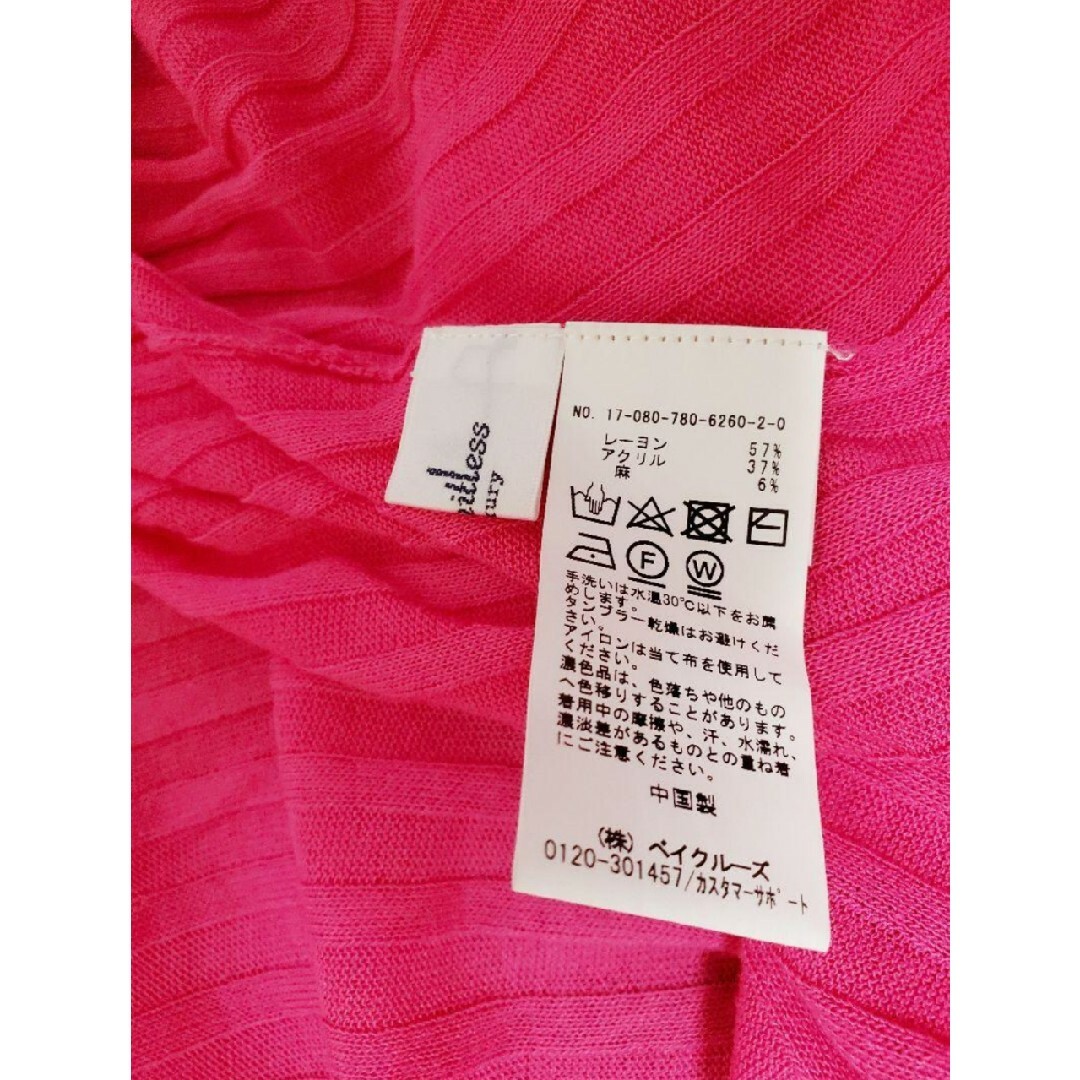 NO. 17-080-780-6260-2-0
レーヨン 57%
アクリル 37%
麻 6%
F
W
手洗いは水温30℃以下をお薦
めします。
タンブラー乾燥はお避けくだ
さい。
アイロンは当て布を使用して
ください。
濃色品は、色落ちや他のもの
へ色移りすることがあります。
着用中の摩擦や、汗、水濡れ、
濃淡差があるものとの重ね着
にご注意ください。
中国製
(株) ベイクルーズ
0120-301457/カスタマーサポート